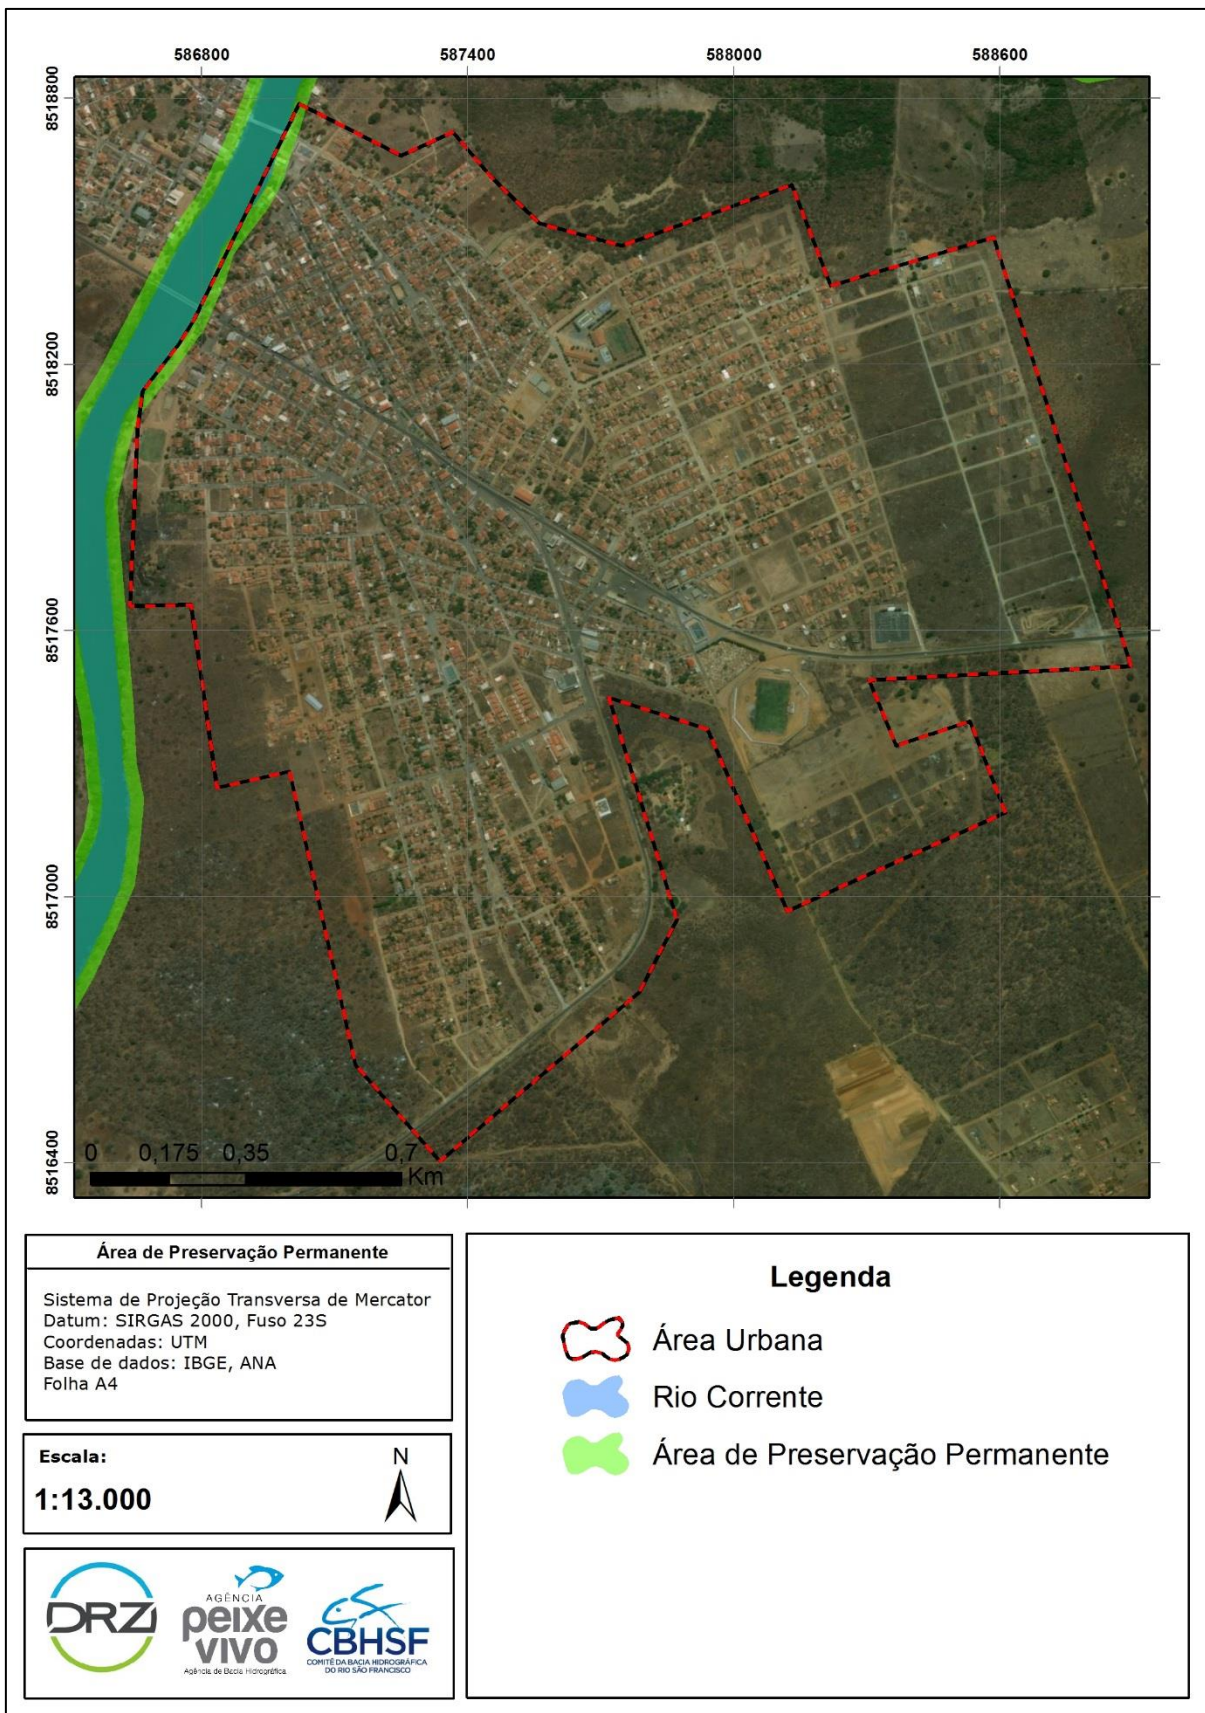 586800
587400
588000
588600
8518800
8518200
8517600
8517000
8516400
0 0,175 0,35 0,7
Km
Área de Preservação Permanente
Sistema de Projeção Transversa de Mercator
Datum: SIRGAS 2000, Fuso 23S
Coordenadas: UTM
Base de dados: IBGE, ANA
Folha A4
Escala:
1:13.000
N
DRZ
AGÊNCIA
peixe
VIVO
Agência de Bacia Hidrográfica
CBHSF
COMITÊ DA BACIA HIDROGRÁFICA
DO RIO SÃO FRANCISCO
Legenda
Área Urbana
Rio Corrente
Área de Preservação Permanente